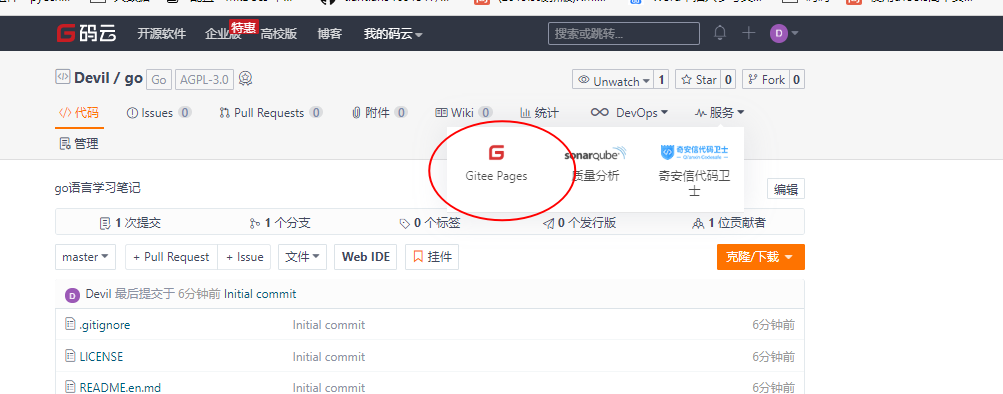 码云 开源软件 企业版 特惠 高校版 博客 我的码云 搜索或跳转... D
Devil / go Go AGPL-3.0 Unwatch 1 Star 0 Fork 0
代码 Issues 0 Pull Requests 0 附件 0 Wiki 0 统计 DevOps 服务
管理
Gitee Pages
sonarqube 质量分析
奇安信代码卫士 奇安信代码卫士
go语言学习笔记 编辑
1 次提交 1 个分支 0 个标签 0 个发行版 1 位贡献者
master + Pull Request + Issue 文件 Web IDE 挂件 克隆/下载
D Devil 最后提交于 6分钟前 Initial commit
.gitignore Initial commit 6分钟前
LICENSE Initial commit 6分钟前
README.en.md Initial commit 6分钟前